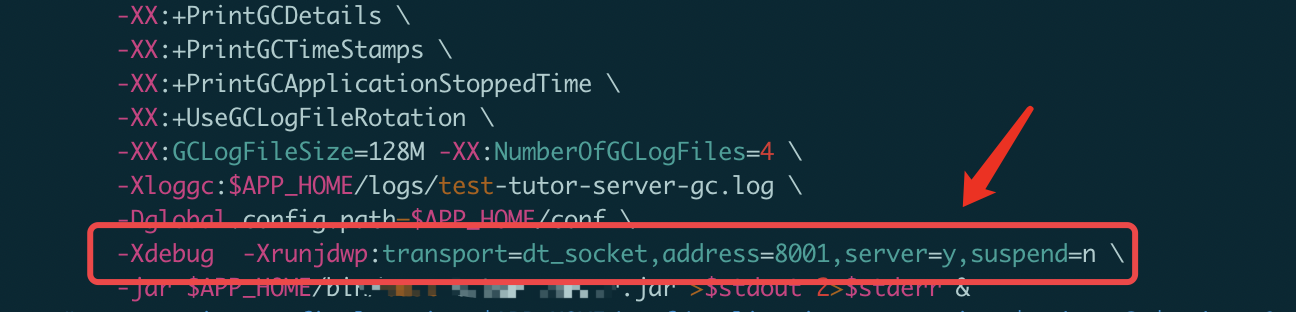 -XX:+PrintGCDetails \
-XX:+PrintGCTimeStamps \
-XX:+PrintGCApplicationStoppedTime \
-XX:+UseGCLogFileRotation \
-XX:GCLogFileSize=128M -XX:NumberOfGCLogFiles=4 \
-Xloggc:$APP_HOME/logs/test-tutor-server-gc.log \
-Dglobal.config.path=$APP_HOME/conf \
-Xdebug  -Xrunjdwp:transport=dt_socket,address=8001,server=y,suspend=n \
-jar $APP_HOME/bin/ .jar >$stdout 2>$stderr &